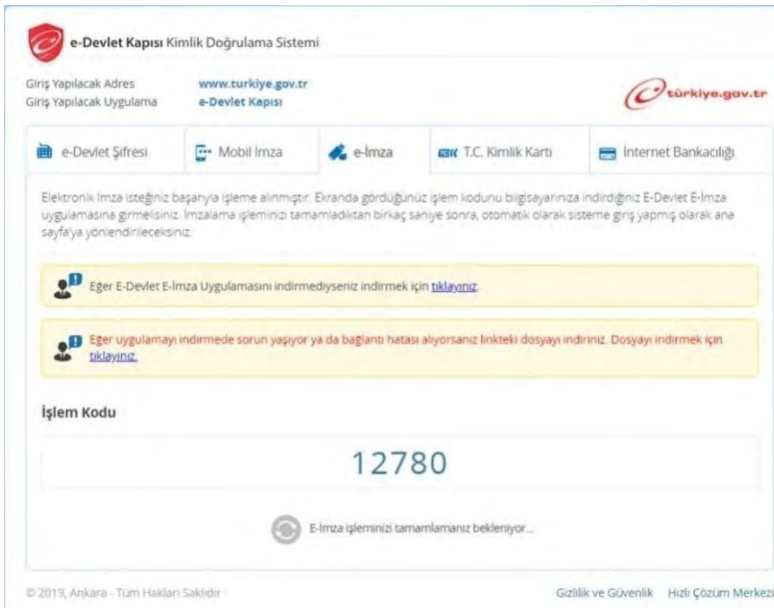 e-Devlet Kapısı Kimlik Doğrulama Sistemi
Giriş Yapılacak Adres www.turkiye.gov.tr
Giriş Yapılacak Uygulama e-Devlet Kapısı
türkiye.gov.tr
e-Devlet Şifresi Mobil İmza e-İmza T.C. Kimlik Kartı İnternet Bankacılığı
Elektronik İmza isteğiniz başarıyla işleme alınmıştır. Ekranda gördüğünüz işlem kodunu bilgisayarınıza indirdiğiniz E-Devlet E-İmza
uygulamasına girmelisiniz. İmzalama işleminizi tamamladıktan birkaç saniye sonra, otomatik olarak sisteme giriş yapmış olarak ana
sayfa'ya yönlendirileceksiniz.
Eğer E-Devlet E-İmza Uygulamasını indirmediyseniz indirmek için tıklayınız.
Eğer uygulamayı indirmede sorun yaşıyor ya da bağlantı hatası alıyorsanız linkteki dosyayı indiriniz. Dosyayı indirmek için
tıklayınız.
İşlem Kodu
12780
E-İmza işleminizi tamamlamanız bekleniyor...
© 2019, Ankara - Tüm Hakları Saklıdır Gizlilik ve Güvenlik Hızlı Çözüm Merkezi